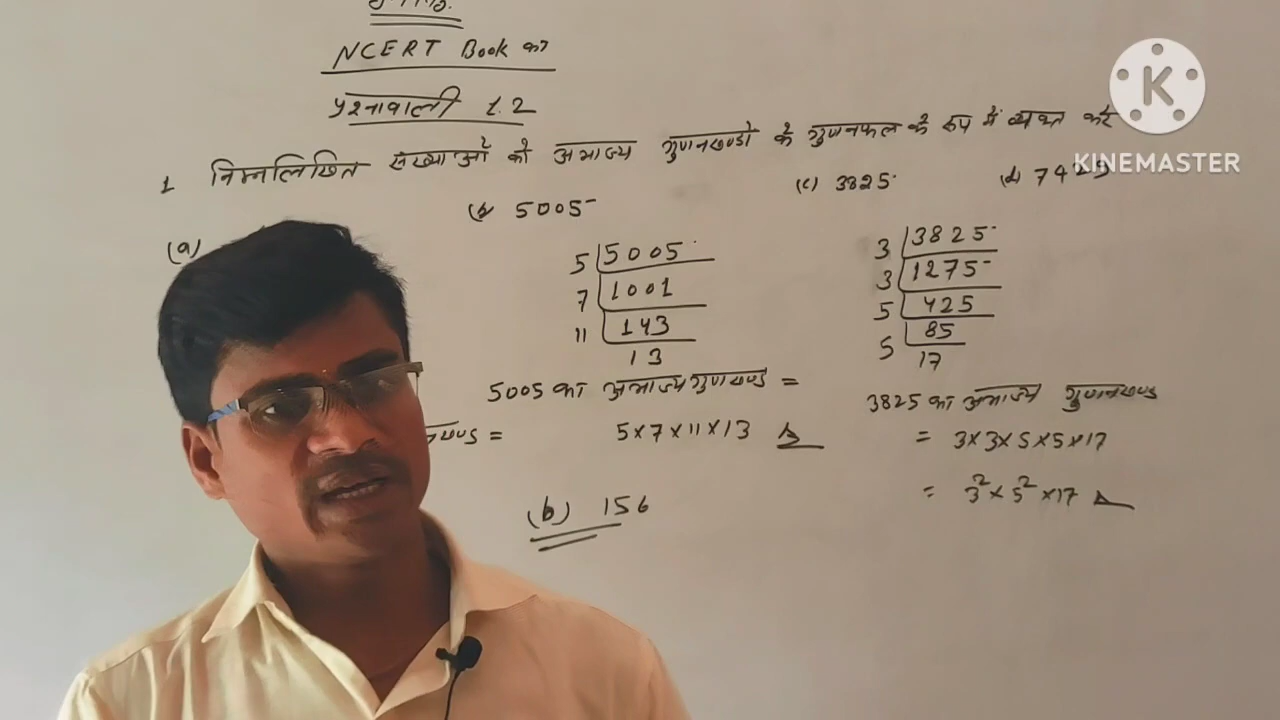 NCERT Book का
प्रश्नावली 1.2
1 निम्नलिखित संख्याओं को अभाज्य गुणनखण्डों के गुणनफल के रूप में व्यक्त करें
(a)
(b) 5005
(c) 3825
(d) 7429
5 5005
7 1001
11 143
13
5005 का अभाज्य गुणखण्ड =
5×7×11×13
3 3825
3 1275
5 425
5 85
17
3825 का अभाज्य गुणनखण्ड
= 3×3×5×5×17
= 3²×5²×17
(b) 156
K
KINEMASTER